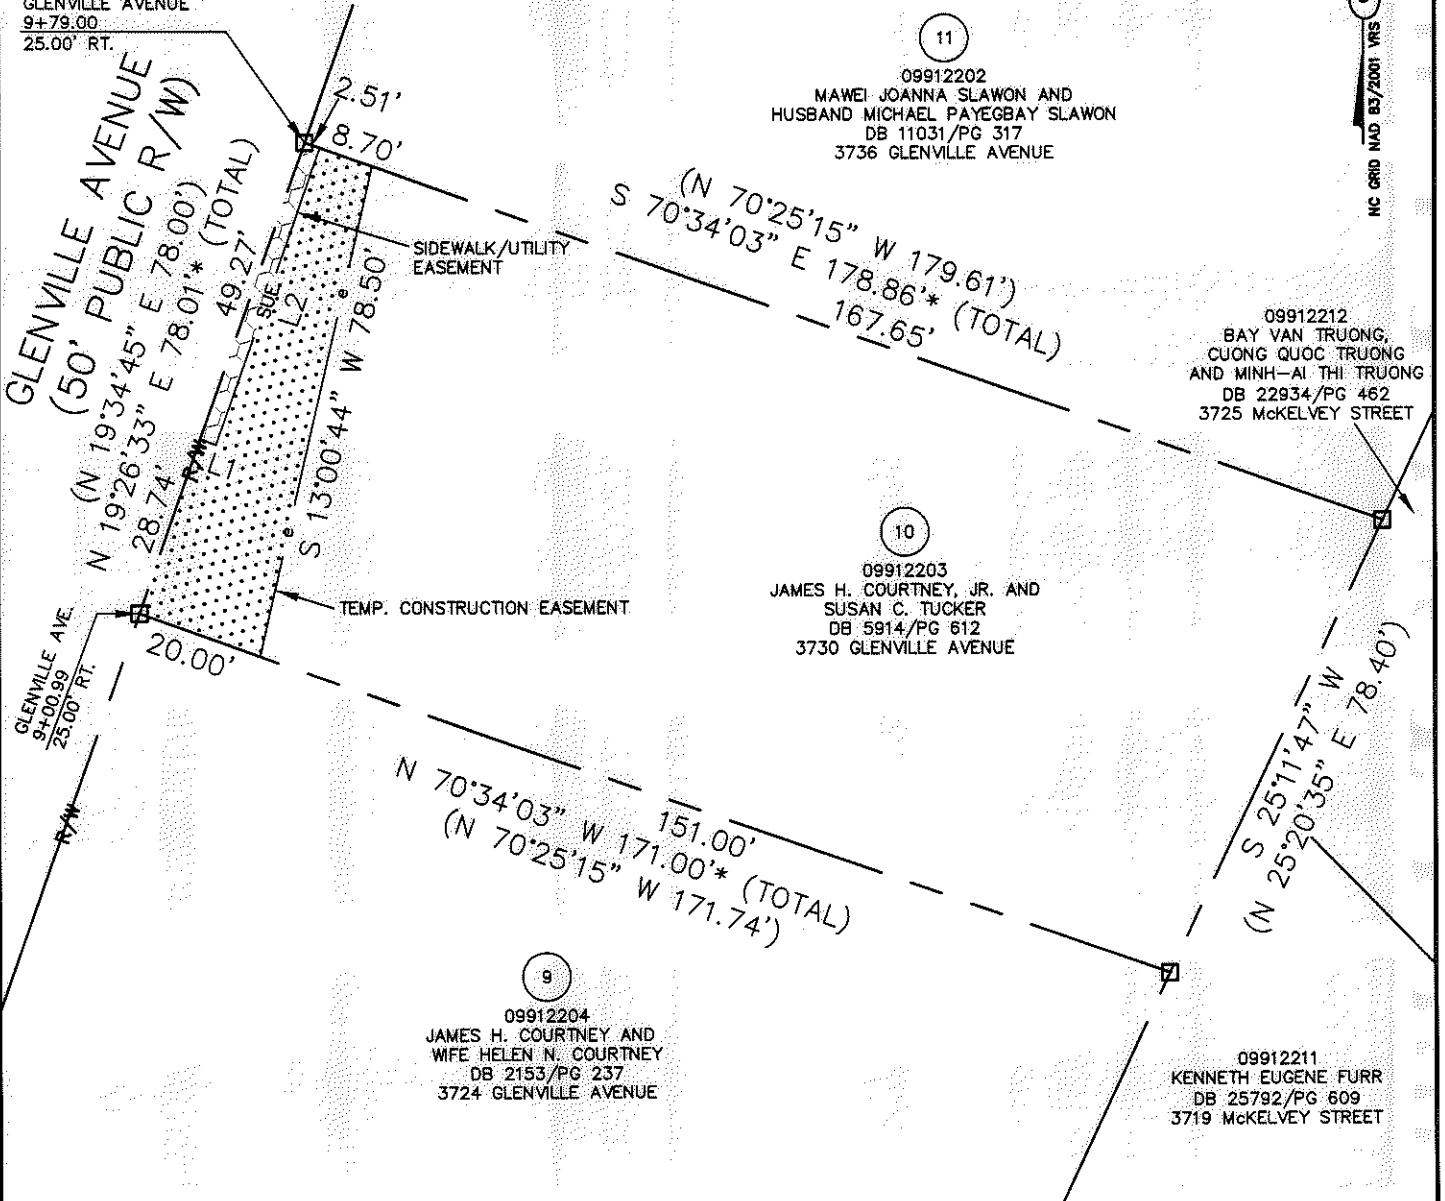 GLENVILLE AVENUE
9+79.00
25.00' RT.
GLENVILLE AVENUE
(50' PUBLIC R/W)
(N 19°34'45" E 78.00')
N 19°26'33" E 78.01'* (TOTAL)
28.74'
49.27'
2.51'
8.70'
SUE
L2
L1
R/W
S 13°00'44" W 78.50'
e
e
SIDEWALK/UTILITY
EASEMENT
TEMP. CONSTRUCTION EASEMENT
20.00'
GLENVILLE AVE.
9+00.99
25.00' RT.
R/W
11
09912202
MAWEI JOANNA SLAWON AND
HUSBAND MICHAEL PAYEGBAY SLAWON
DB 11031/PG 317
3736 GLENVILLE AVENUE
NC GRID NAD 83/2001 VRS
(N 70°25'15" W 179.61')
S 70°34'03" E 178.86'* (TOTAL)
167.65'
09912212
BAY VAN TRUONG,
CUONG QUOC TRUONG
AND MINH-AI THI TRUONG
DB 22934/PG 462
3725 McKELVEY STREET
10
09912203
JAMES H. COURTNEY, JR. AND
SUSAN C. TUCKER
DB 5914/PG 612
3730 GLENVILLE AVENUE
S 25°11'47" W
(N 25°20'35" E 78.40')
151.00'
N 70°34'03" W 171.00'* (TOTAL)
(N 70°25'15" W 171.74')
9
09912204
JAMES H. COURTNEY AND
WIFE HELEN N. COURTNEY
DB 2153/PG 237
3724 GLENVILLE AVENUE
09912211
KENNETH EUGENE FURR
DB 25792/PG 609
3719 McKELVEY STREET